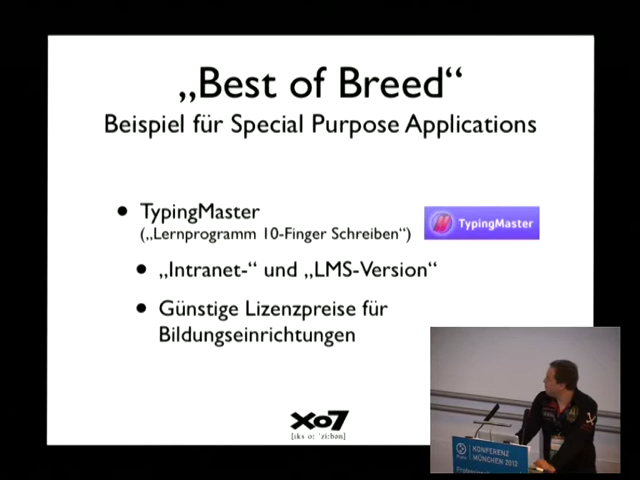 „Best of Breed“
Beispiel für Special Purpose Applications
• TypingMaster
(„Lernprogramm 10-Finger Schreiben“)
TypingMaster
• „Intranet-“ und „LMS-Version“
• Günstige Lizenzpreise für
Bildungseinrichtungen
xo7
[ɪks oː ˈziːbən]
KONFERENZ
MÜNCHEN 2012